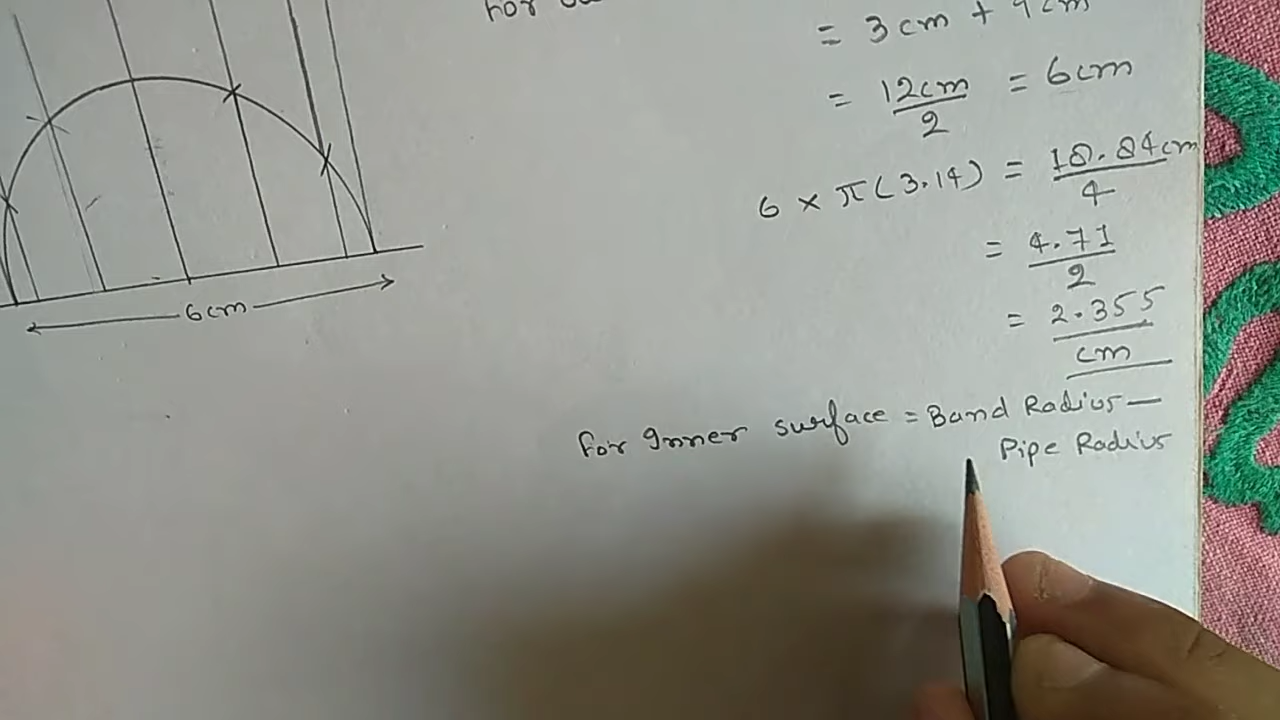 For
= 3 cm + 9 cm
= 12cm/2 = 6cm
6 × π(3.14) = 18.84cm/4
= 4.71/2
= 2.355
cm
6cm
For Inner surface = Band Radius —
Pipe Radius